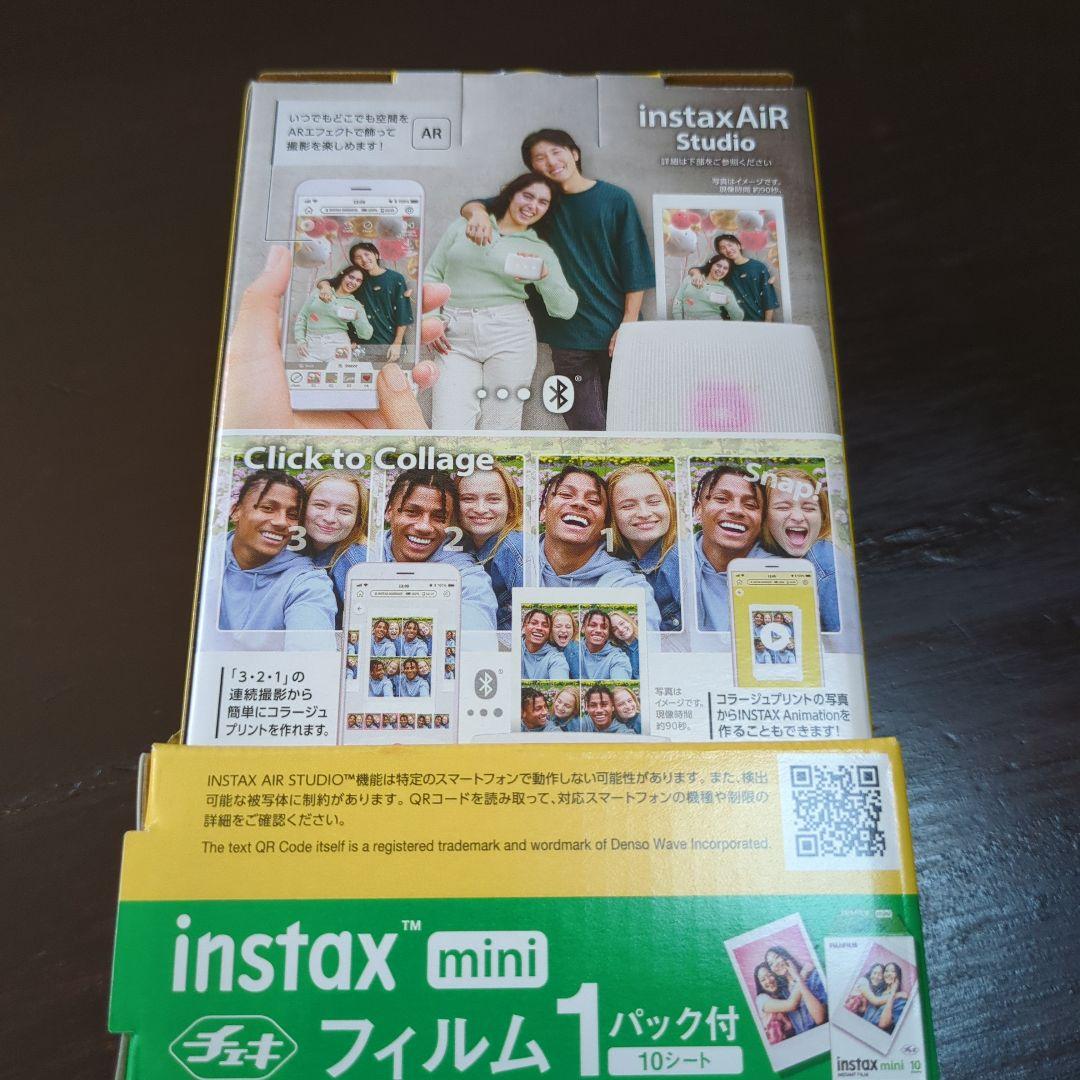 いつでもどこでも空間を
ARエフェクトで飾って
撮影を楽しめます!
AR
instaxAiR
Studio
詳細は下部をご参照ください
写真はイメージです。
現像時間 約90秒。
Click to Collage
Snap!
3
2
1
「3・2・1」の
連続撮影から
簡単にコラージュ
プリントを作れます。
写真は
イメージです。
現像時間
約90秒。
コラージュプリントの写真
からINSTAX Animationを
作ることもできます!
INSTAX AIR STUDIO™機能は特定のスマートフォンで動作しない可能性があります。また、検出
可能な被写体に制約があります。QRコードを読み取って、対応スマートフォンの機種や制限の
詳細をご確認ください。
The text QR Code itself is a registered trademark and wordmark of Denso Wave Incorporated.
instax™ mini
チェキ フィルム1パック付
10シート
FUJIFILM
instax mini 10